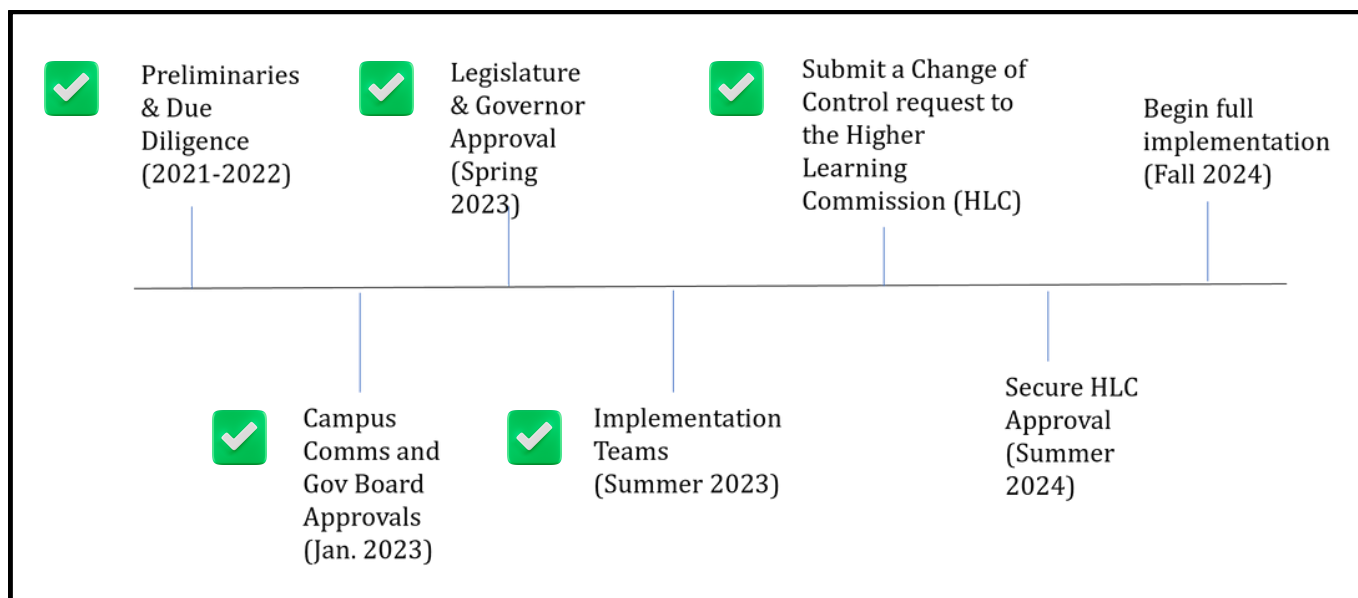 Preliminaries
& Due
Diligence
(2021-2022)
Legislature
& Governor
Approval
(Spring
2023)
Submit a Change of
Control request to
the Higher
Learning
Commission (HLC)
Begin full
implementation
(Fall 2024)
Campus
Comms and
Gov Board
Approvals
(Jan. 2023)
Implementation
Teams
(Summer 2023)
Secure HLC
Approval
(Summer
2024)